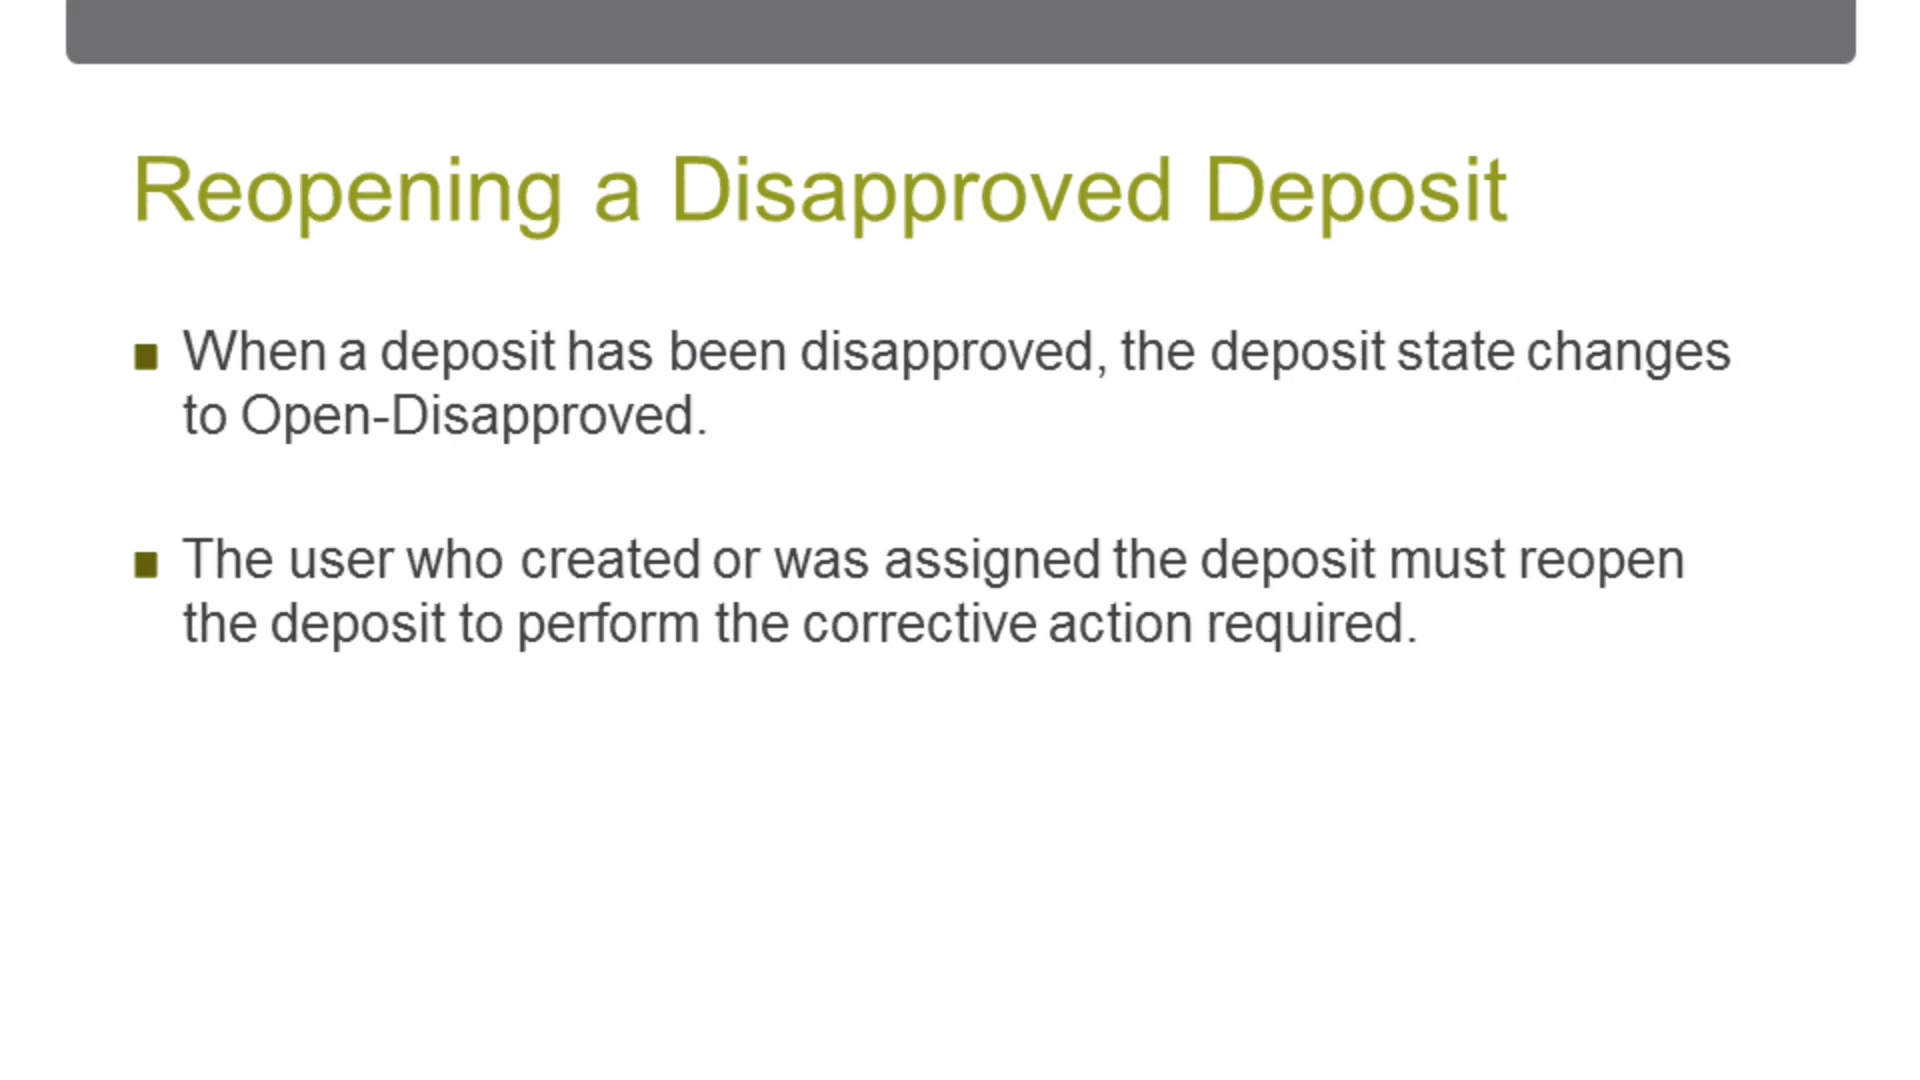 Reopening a Disapproved Deposit
When a deposit has been disapproved, the deposit state changes
to Open-Disapproved.
The user who created or was assigned the deposit must reopen
the deposit to perform the corrective action required.